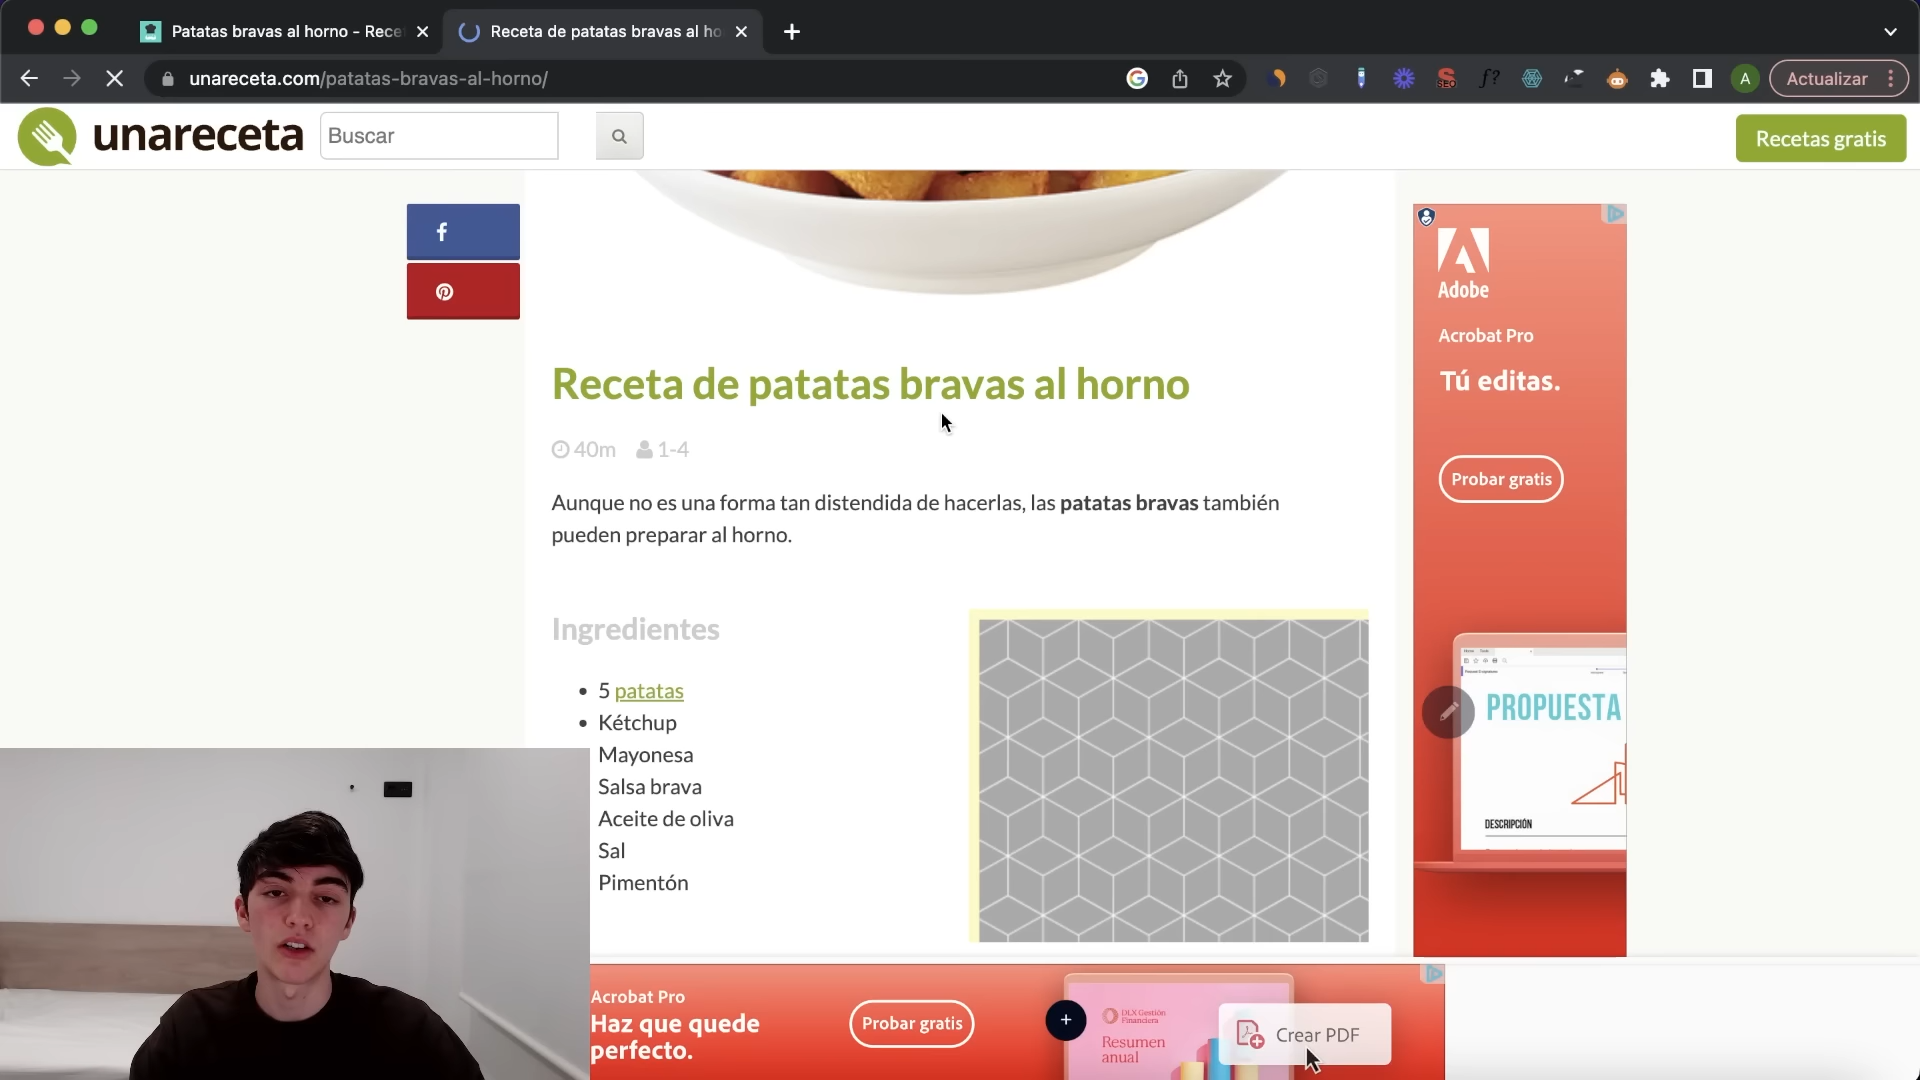 Patatas bravas al horno - Rece
Receta de patatas bravas al ho
unareceta.com/patatas-bravas-al-horno/
SEO
f?
A
Actualizar
unareceta
Buscar
Recetas gratis
f
Adobe
Acrobat Pro
Tú editas.
Probar gratis
Receta de patatas bravas al horno
40m 1-4
Aunque no es una forma tan distendida de hacerlas, las patatas bravas también
pueden preparar al horno.
Ingredientes
5 patatas
Kétchup
Mayonesa
Salsa brava
Aceite de oliva
Sal
Pimentón
PROPUESTA
DESCRIPCIÓN
Acrobat Pro
Haz que quede
perfecto.
Probar gratis
DLX Gestión
Financiera
Resumen
anual
Crear PDF